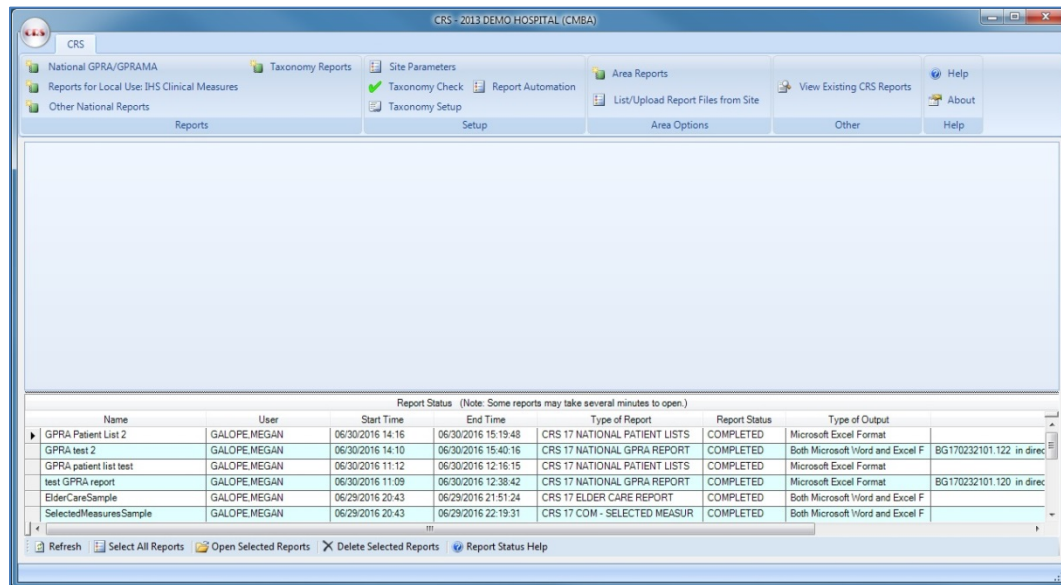 CRS - 2013 DEMO HOSPITAL (CMBA)
CRS
CRS
National GPRA/GPRAMA Taxonomy Reports Site Parameters Area Reports Help
Reports for Local Use: IHS Clinical Measures Taxonomy Check Report Automation View Existing CRS Reports
Other National Reports Taxonomy Setup List/Upload Report Files from Site About
Reports Setup Area Options Other Help
Report Status (Note: Some reports may take several minutes to open.)
Name User Start Time End Time Type of Report Report Status Type of Output
GPRA Patient List 2 GALOPE,MEGAN 06/30/2016 14:16 06/30/2016 15:19:48 CRS 17 NATIONAL PATIENT LISTS COMPLETED Microsoft Excel Format
GPRA test 2 GALOPE,MEGAN 06/30/2016 14:10 06/30/2016 15:40:16 CRS 17 NATIONAL GPRA REPORT COMPLETED Both Microsoft Word and Excel F BG170232101.122 in direc
GPRA patient list test GALOPE,MEGAN 06/30/2016 11:12 06/30/2016 12:16:15 CRS 17 NATIONAL PATIENT LISTS COMPLETED Microsoft Excel Format
test GPRA report GALOPE,MEGAN 06/30/2016 11:09 06/30/2016 12:38:42 CRS 17 NATIONAL GPRA REPORT COMPLETED Both Microsoft Word and Excel F BG170232101.120 in direc
ElderCareSample GALOPE,MEGAN 06/29/2016 20:43 06/29/2016 21:51:24 CRS 17 ELDER CARE REPORT COMPLETED Both Microsoft Word and Excel F
SelectedMeasuresSample GALOPE,MEGAN 06/29/2016 20:43 06/29/2016 22:19:31 CRS 17 COM - SELECTED MEASUR COMPLETED Both Microsoft Word and Excel F
Refresh Select All Reports Open Selected Reports Delete Selected Reports Report Status Help